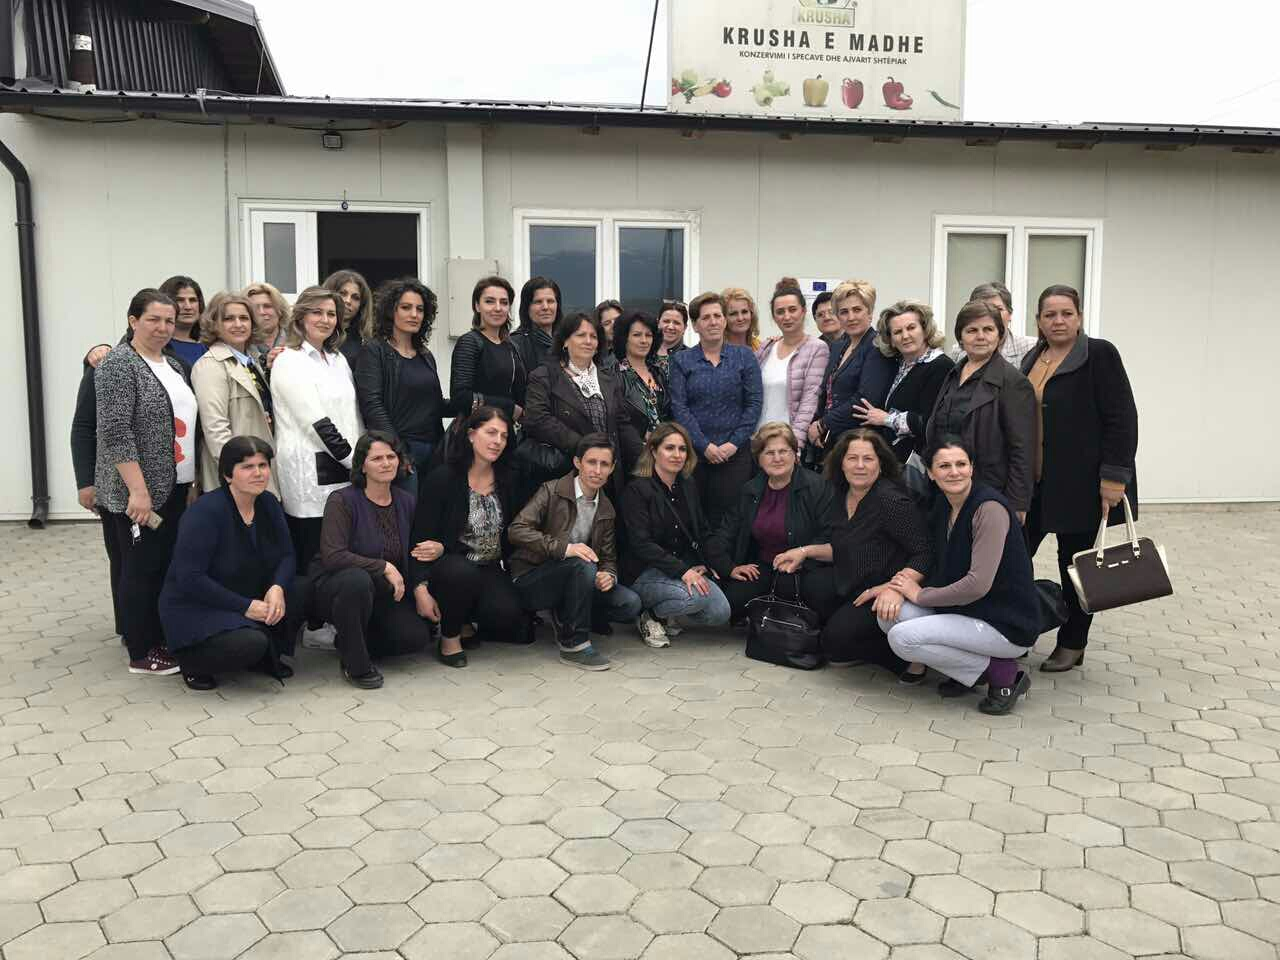 KRUSHA
KRUSHA E MADHE
KONZERVIMI I SPECAVE DHE AJVARIT SHTËPIAK